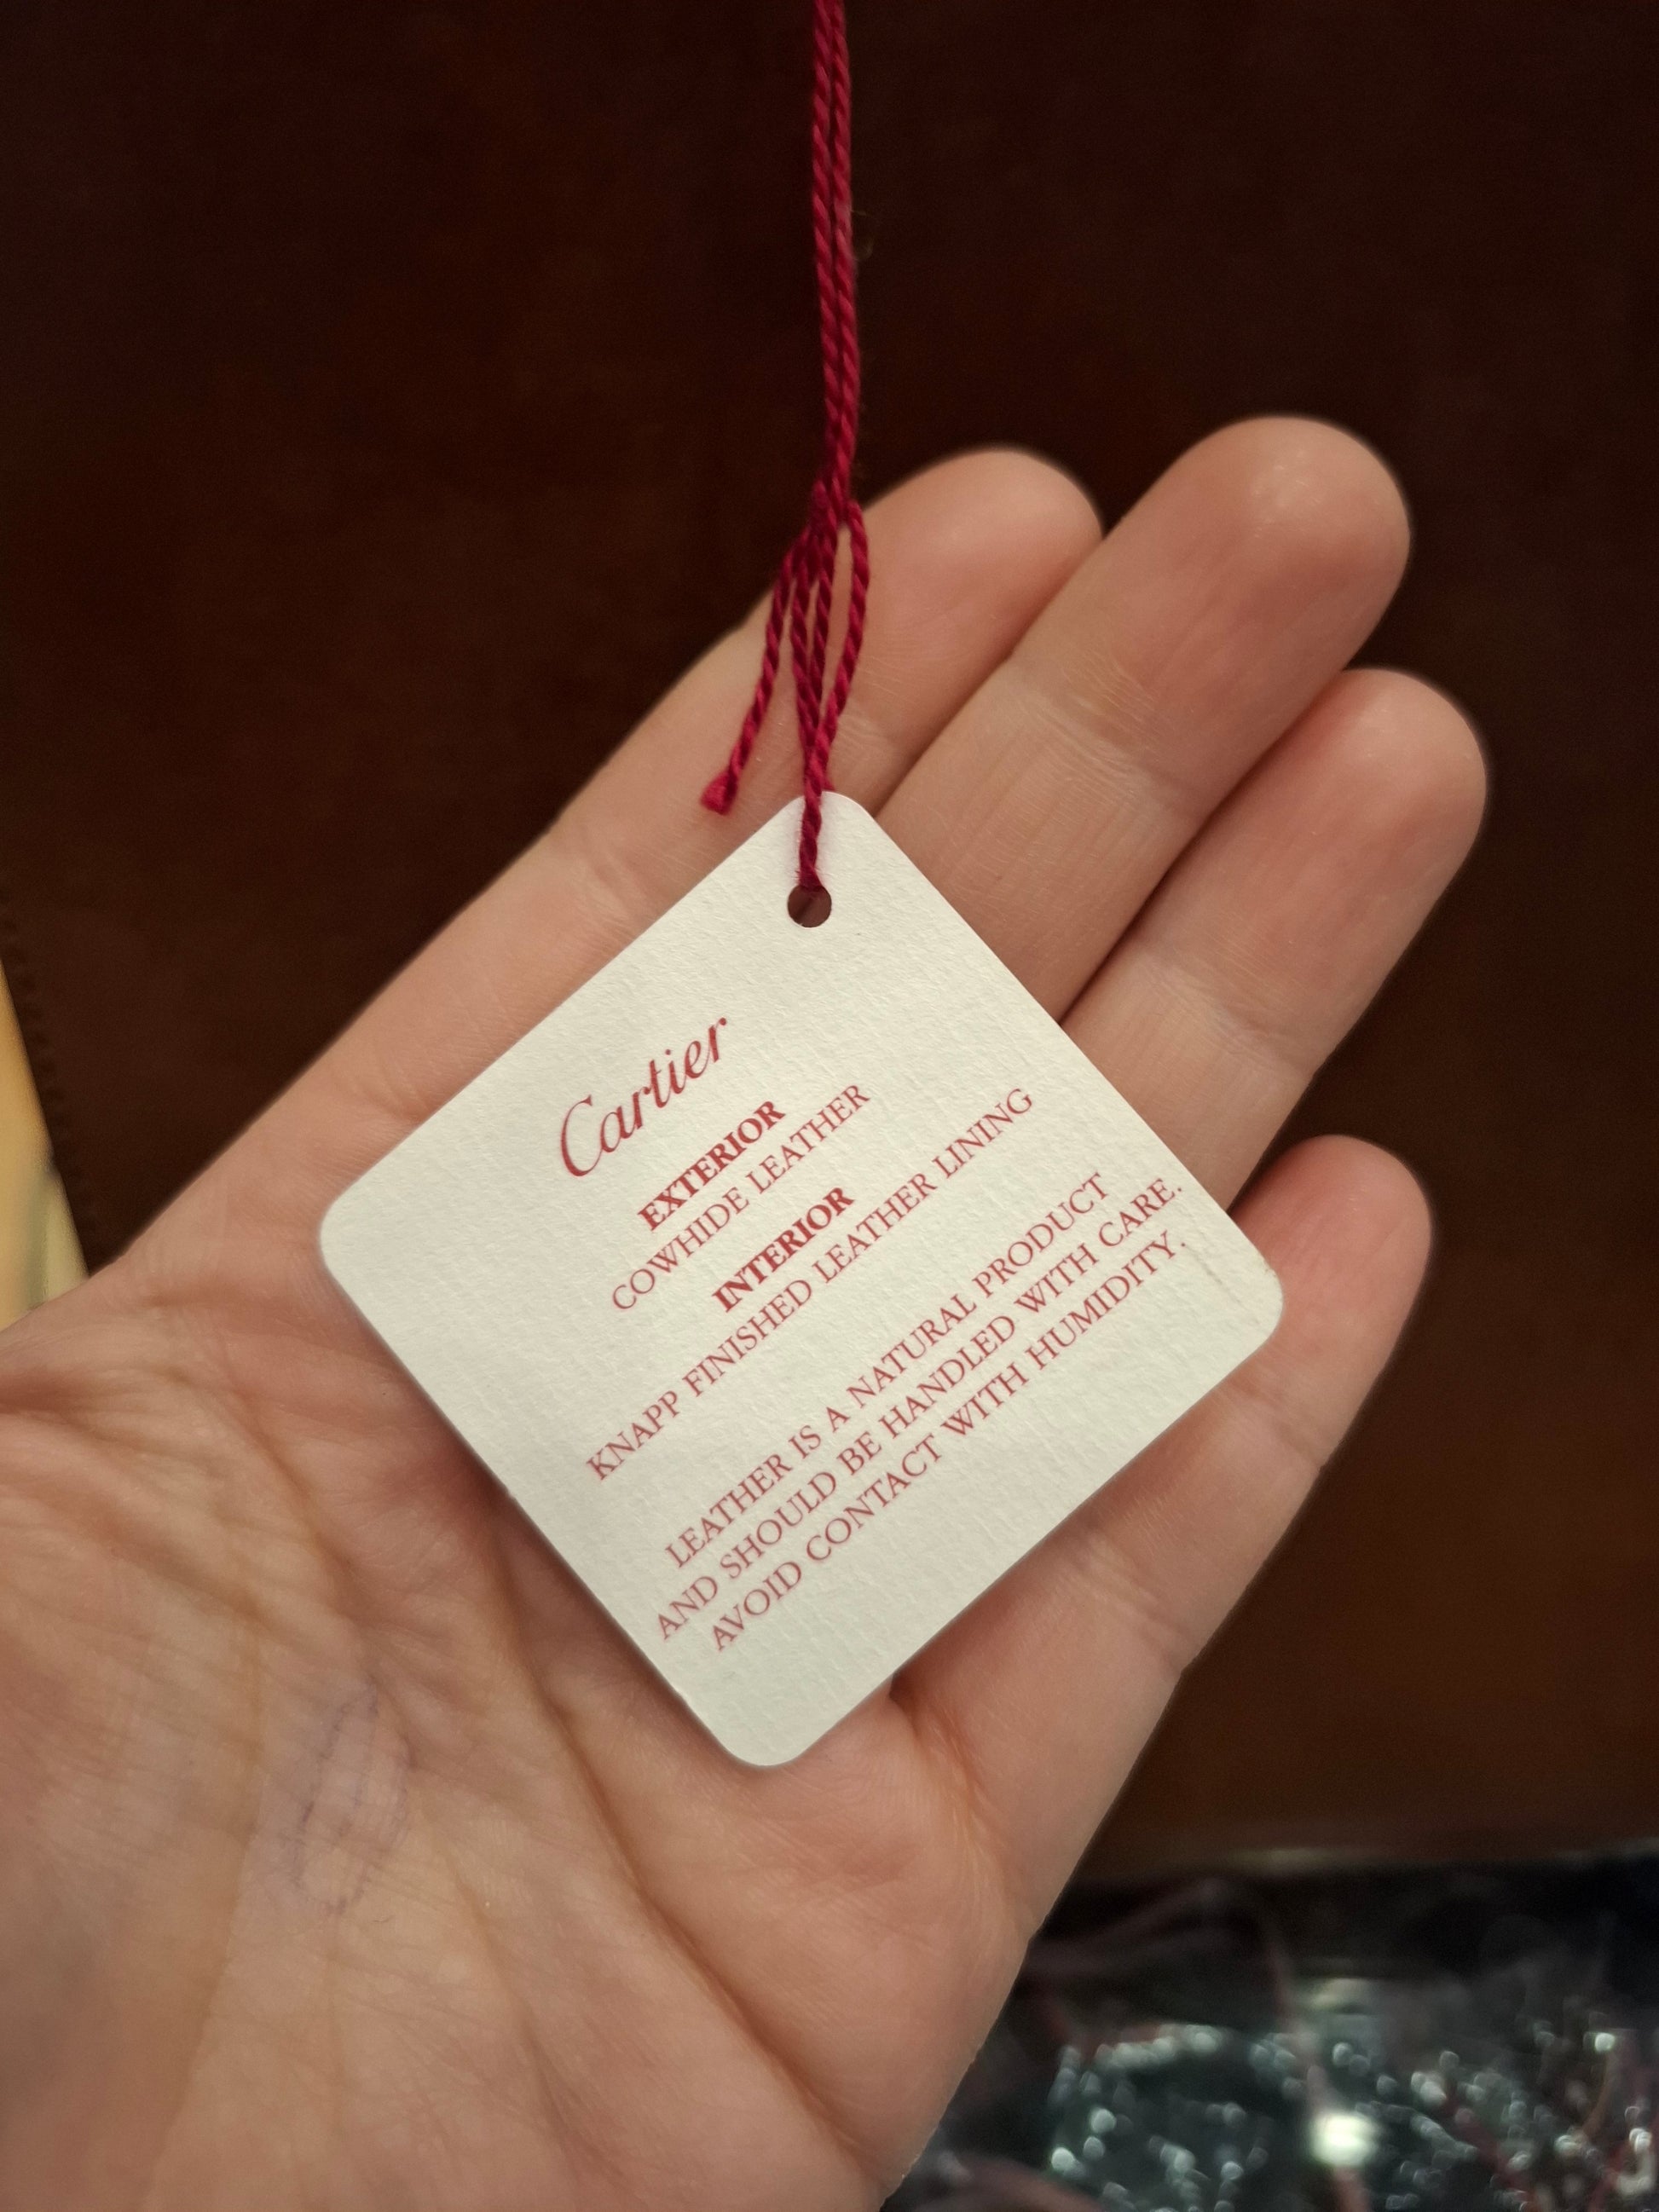 Cartier
EXTERIOR
COWHIDE LEATHER
INTERIOR
KNAPP FINISHED LEATHER LINING
LEATHER IS A NATURAL PRODUCT
AND SHOULD BE HANDLED WITH CARE.
AVOID CONTACT WITH HUMIDITY.